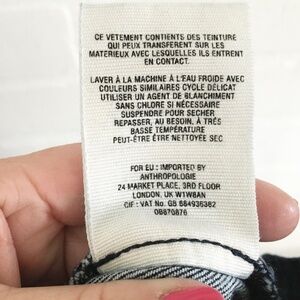 CE VETEMENT CONTIENTS DES TEINTURE
QUI PEUX TRANSFERENT SUR LES
MATERIEUX AVEC LESQUELLES ILS ENTRENT
EN CONTACT.
LAVER À LA MACHINE À L'EAU FROIDE AVEC
COULEURS SIMILAIRES CYCLE DÉLICAT
UTILISER UN AGENT DE BLANCHIMENT
SANS CHLORE SI NÉCESSAIRE
SUSPENDRE POUR SECHER
REPASSER, AU BESOIN, À TRÈS
BASSE TEMPÉRATURE
PEUT-ÊTRE ÊTRE NETTOYÉE SEC
FOR EU: IMPORTED BY
ANTHROPOLOGIE
24 MARKET PLACE, 3RD FLOOR
LONDON, UK W1W8AN
CIF: VAT No. GB 684936382
OB870876